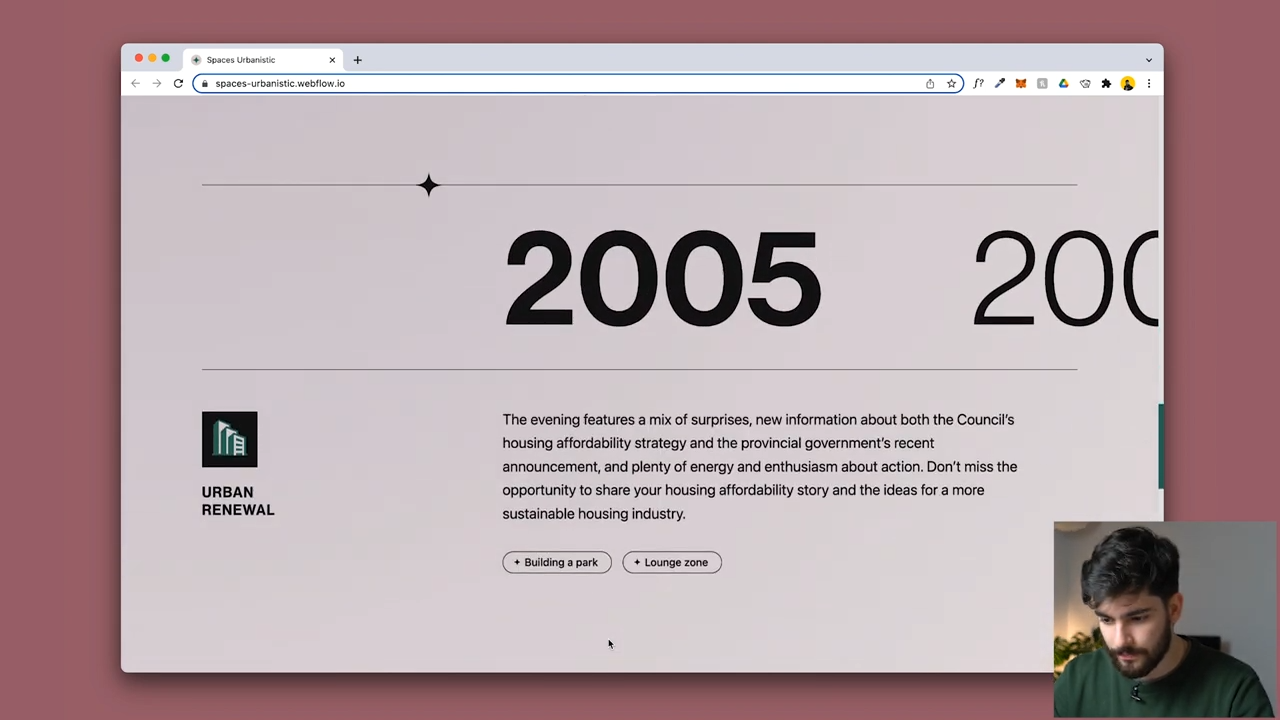 Spaces Urbanistic
spaces-urbanistic.webflow.io
2005
200
URBAN
RENEWAL
The evening features a mix of surprises, new information about both the Council's
housing affordability strategy and the provincial government's recent
announcement, and plenty of energy and enthusiasm about action. Don't miss the
opportunity to share your housing affordability story and the ideas for a more
sustainable housing industry.
Building a park
Lounge zone